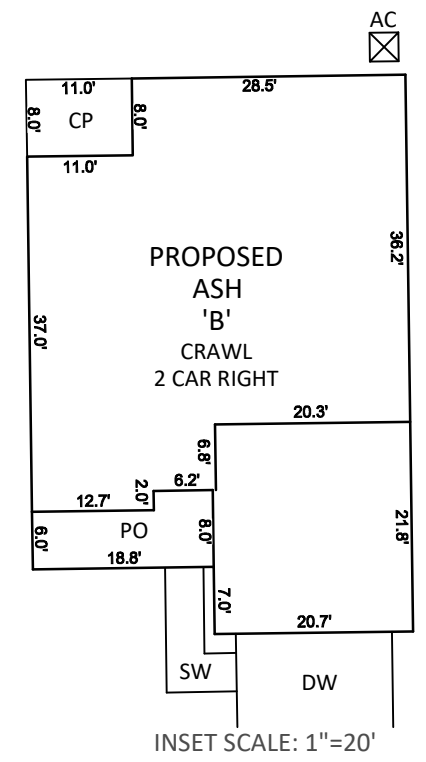 AC
11.0'
28.5'
8.0'
CP
8.0'
11.0'
36.2'
PROPOSED
ASH
'B'
CRAWL
2 CAR RIGHT
37.0'
20.3'
6.8'
6.2'
2.0'
12.7'
PO
8.0'
6.0'
21.8'
18.8'
7.0'
20.7'
SW
DW
INSET SCALE: 1"=20'